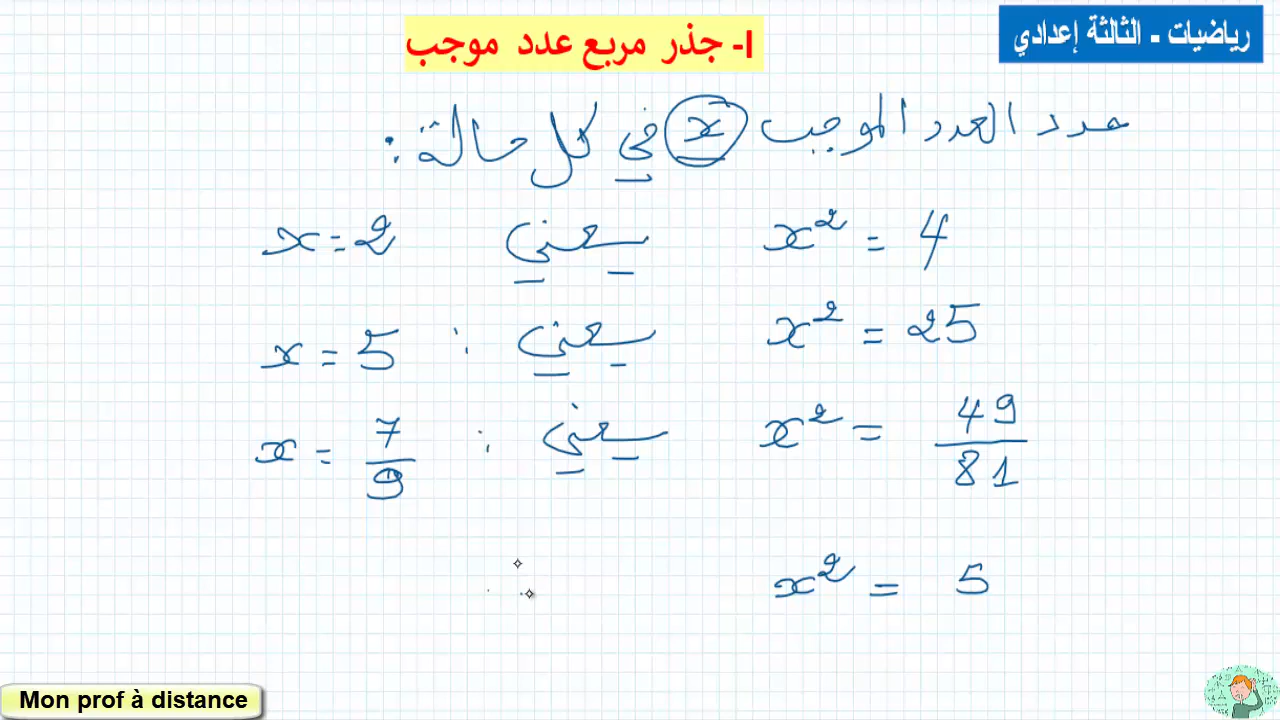 رياضيات - الثالثة إعدادي
I- جذر مربع عدد موجب
حدد العدد الموجب x في كل حالة :
x² = 4 يعني x = 2
x² = 25 يعني : x = 5
x² = 49/81 يعني : x = 7/9
x² = 5
Mon prof à distance